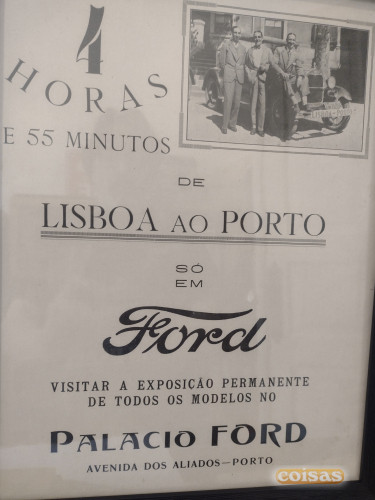 4
HORAS
E 55 MINUTOS
DE
LISBOA AO PORTO
SÓ
EM
Ford
VISITAR A EXPOSIÇÃO PERMANENTE
DE TODOS OS MODELOS NO
PALACIO FORD
AVENIDA DOS ALIADOS—PORTO
coisas